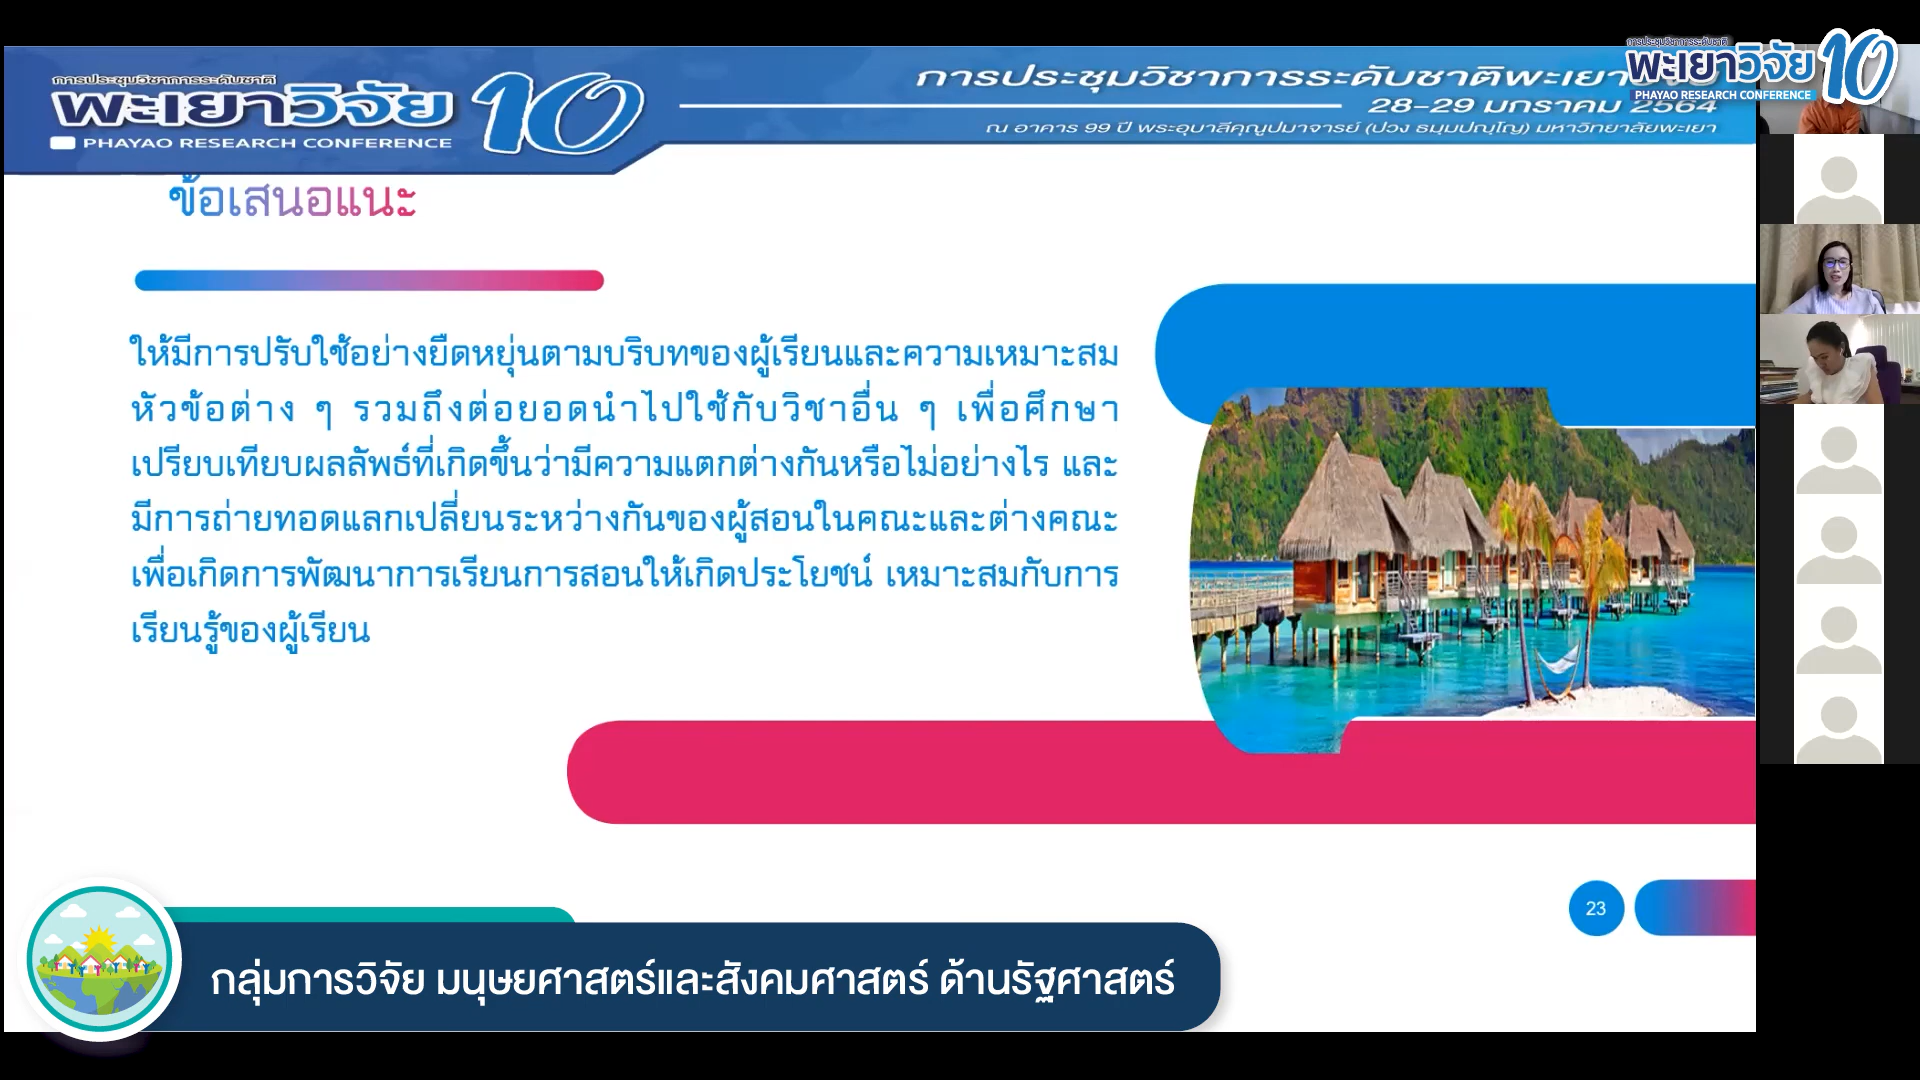 การประชุมวิชาการระดับชาติ
พะเยาวิจัย 10
PHAYAO RESEARCH CONFERENCE
การประชุมวิชาการระดับชาติพะเยา
28-29 มกราคม 2564
ณ อาคาร 99 ปี พระอุบาลีคุณูปมาจารย์ (ปวง ธมฺมปญฺโญ) มหาวิทยาลัยพะเยา
การประชุมวิชาการระดับชาติ
พะเยาวิจัย 10
PHAYAO RESEARCH CONFERENCE
ข้อเสนอแนะ
ให้มีการปรับใช้อย่างยืดหยุ่นตามบริบทของผู้เรียนและความเหมาะสม
หัวข้อต่าง ๆ รวมถึงต่อยอดนำไปใช้กับวิชาอื่น ๆ เพื่อศึกษา
เปรียบเทียบผลลัพธ์ที่เกิดขึ้นว่ามีความแตกต่างกันหรือไม่อย่างไร และ
มีการถ่ายทอดแลกเปลี่ยนระหว่างกันของผู้สอนในคณะและต่างคณะ
เพื่อเกิดการพัฒนาการเรียนการสอนให้เกิดประโยชน์ เหมาะสมกับการ
เรียนรู้ของผู้เรียน
23
กลุ่มการวิจัย มนุษยศาสตร์และสังคมศาสตร์ ด้านรัฐศาสตร์